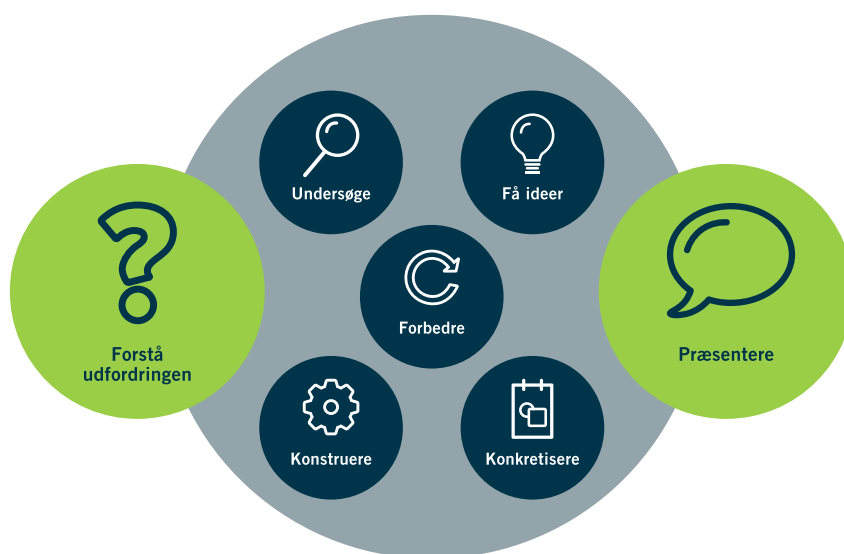 Undersøge
Få ideer
Forstå
udfordringen
Forbedre
Præsentere
Konstruere
Konkretisere